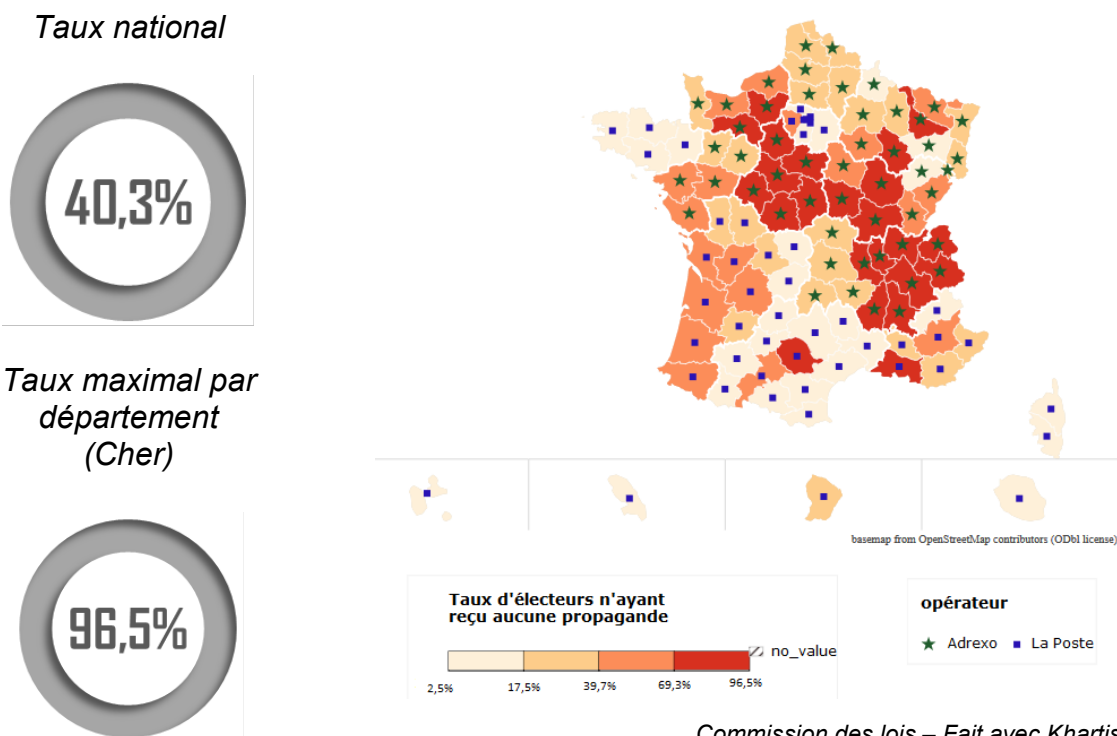 Taux national
40,3%
Taux maximal par
département
(Cher)
96,5%
basemap from OpenStreetMap contributors (ODbl license)
Taux d'électeurs n'ayant
reçu aucune propagande
no_value
2,5% 17,5% 39,7% 69,3% 96,5%
opérateur
Adrexo La Poste
Commission des lois – Fait avec Khartis